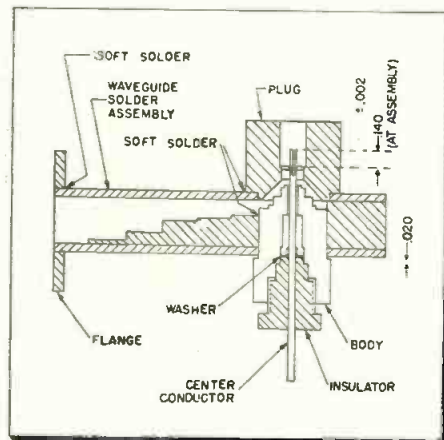 SOFT SOLDER
WAVEGUIDE
SOLDER
ASSEMBLY
SOFT SOLDER
PLUG
±.002
.140
(AT ASSEMBLY)
.020
WASHER
FLANGE
CENTER
CONDUCTOR
BODY
INSULATOR